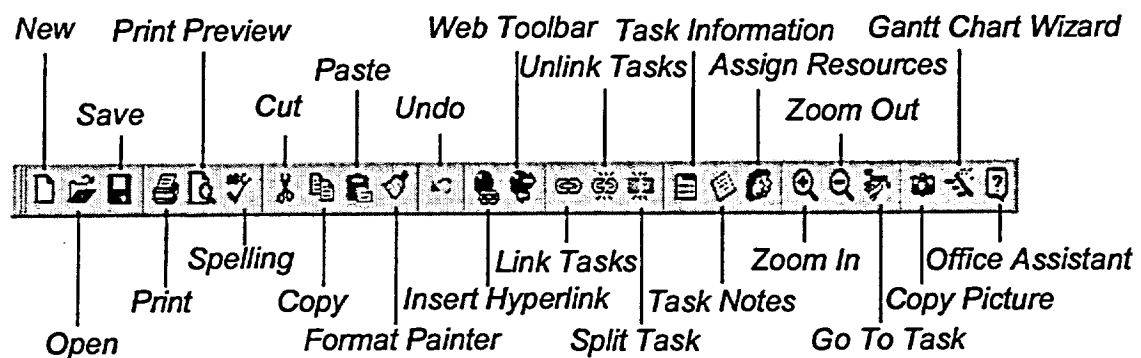 New Print Preview Web Toolbar Task Information Gantt Chart Wizard
Paste Unlink Tasks Assign Resources
Save Cut Undo Zoom Out
ABC
Spelling Link Tasks Zoom In Office Assistant
Print Copy Insert Hyperlink Task Notes Copy Picture
Open Format Painter Split Task Go To Task